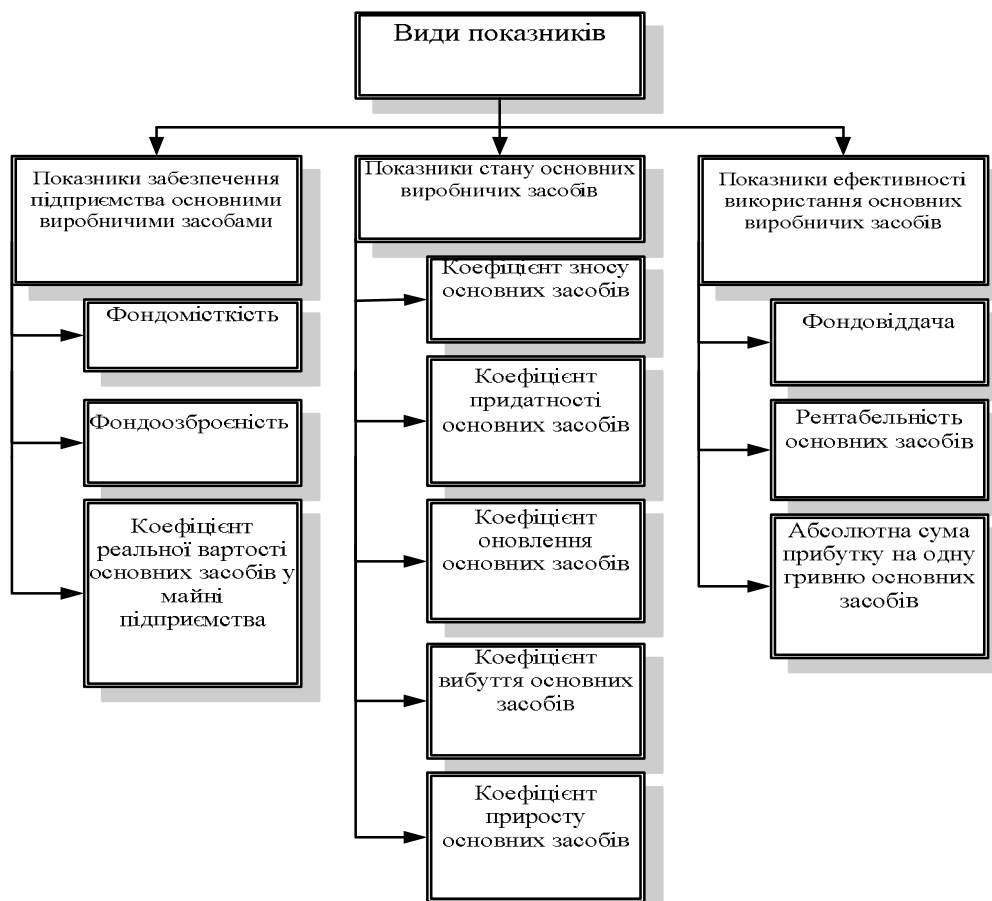 Види показників
Показники забезпечення
підприємства основними
виробничими засобами
Фондомісткість
Фондоозброєність
Коефіцієнт
реальної вартості
основних засобів у
майні
підприємства
Показники стану основних
виробничих засобів
Коефіцієнт зносу
основних засобів
Коефіцієнт
придатності
основних засобів
Коефіцієнт
оновлення
основних засобів
Коефіцієнт
вибуття основних
засобів
Коефіцієнт
приросту
основних засобів
Показники ефективності
використання основних
виробничих засобів
Фондовіддача
Рентабельність
основних засобів
Абсолютна сума
прибутку на одну
гривню основних
засобів